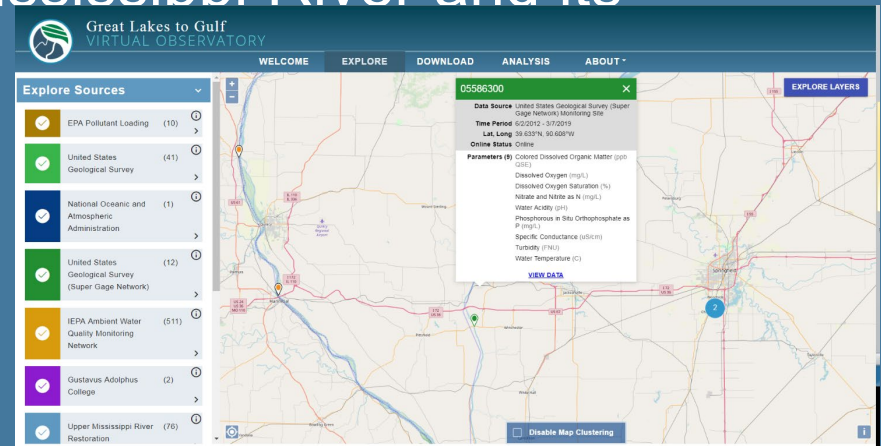 Mississippi River and its
Great Lakes to Gulf
VIRTUAL OBSERVATORY
WELCOME EXPLORE DOWNLOAD ANALYSIS ABOUT
Explore Sources
EPA Pollutant Loading (10)
United States
Geological Survey
(41)
National Oceanic and
Atmospheric
Administration
(1)
United States
Geological Survey
(Super Gage Network)
(12)
IEPA Ambient Water
Quality Monitoring
Network
(511)
Gustavus Adolphus
College
(2)
Upper Mississippi River
Restoration
(76)
+
−
05586300 ×
Data Source United States Geological Survey (Super
Gage Network) Monitoring Site
Time Period 6/2/2012 - 3/7/2019
Lat, Long 39.633°N, 90.608°W
Online Status Online
Parameters (9) Colored Dissolved Organic Matter (ppb
QSE)
Dissolved Oxygen (mg/L)
Dissolved Oxygen Saturation (%)
Nitrate and Nitrite as N (mg/L)
Water Acidity (pH)
Phosphorous in Situ Orthophosphate as
P (mg/L)
Specific Conductance (uS/cm)
Turbidity (FNU)
Water Temperature (C)
VIEW DATA
EXPLORE LAYERS
Springfield
2
Disable Map Clustering
i